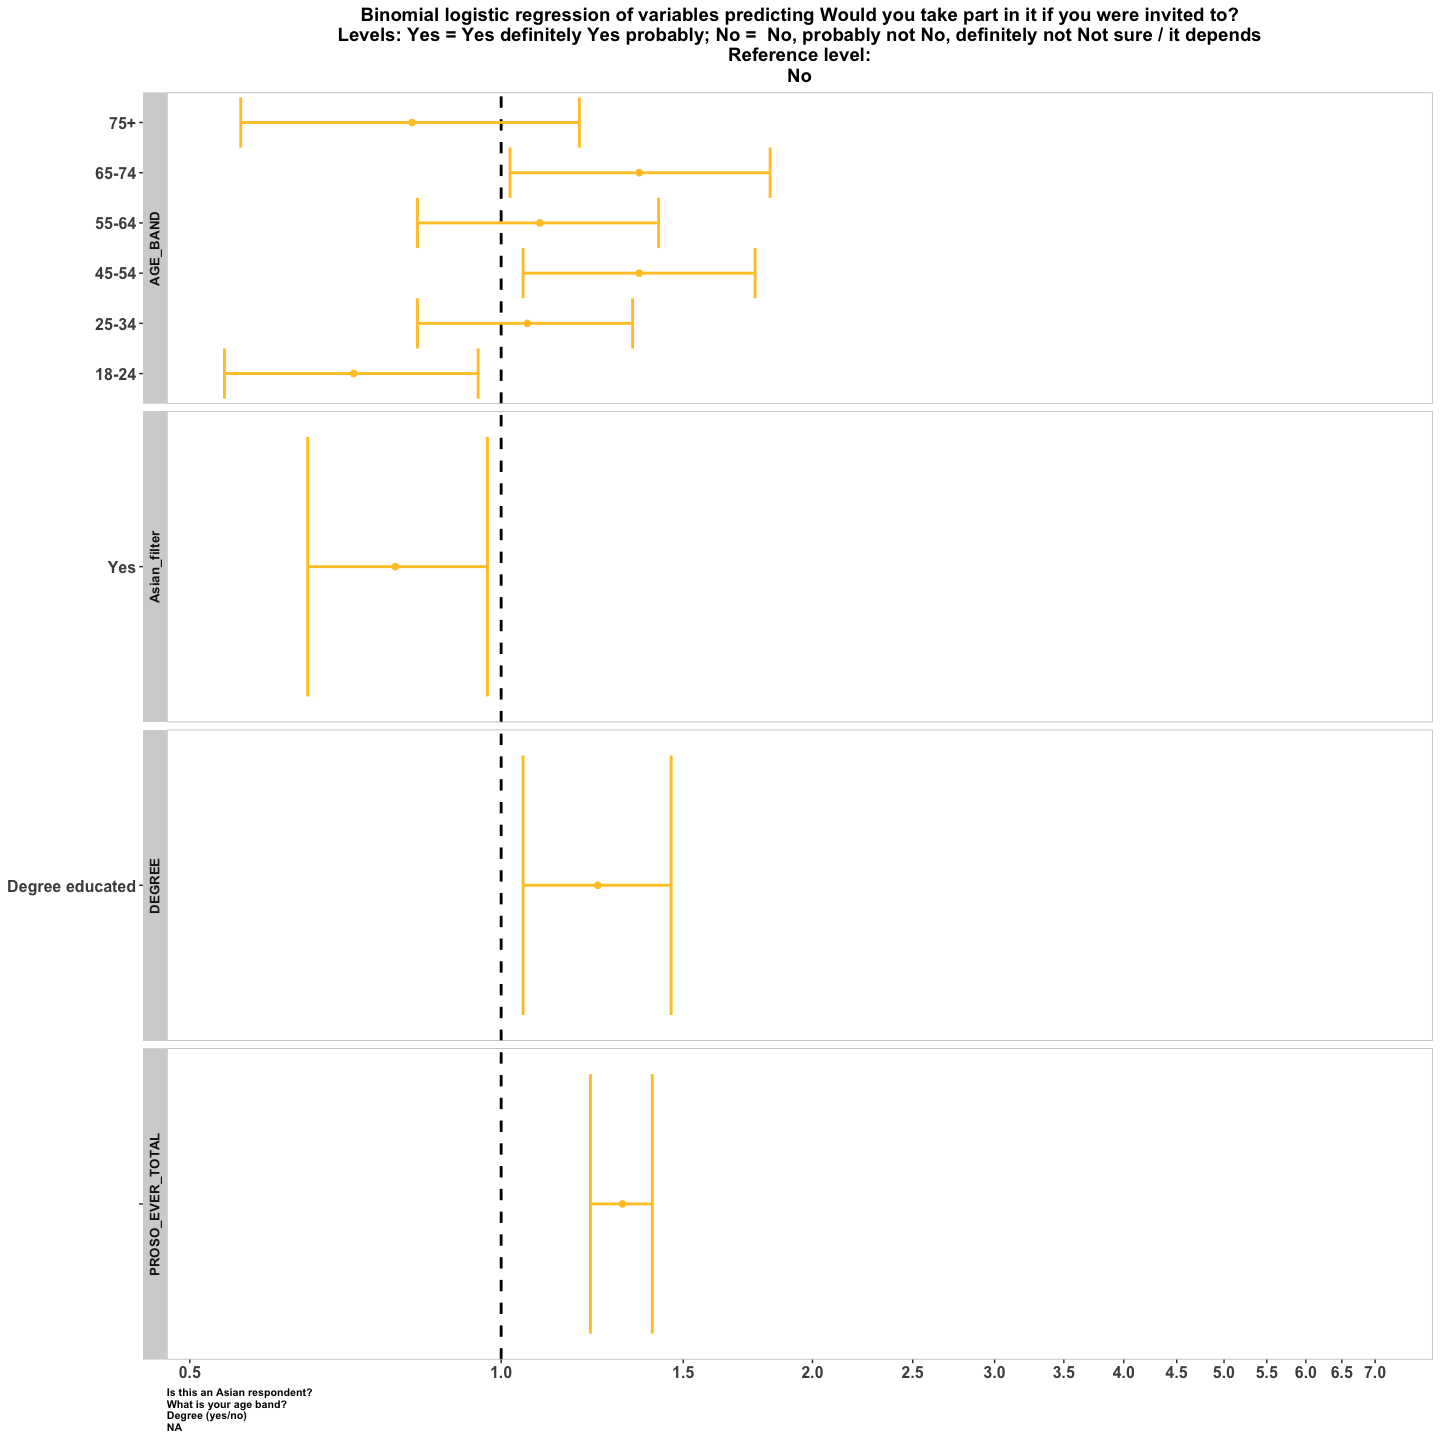 Binomial logistic regression of variables predicting Would you take part in it if you were invited to?
Levels: Yes = Yes definitely Yes probably; No =  No, probably not No, definitely not Not sure / it depends
Reference level:
No
AGE_BAND
75+
65-74
55-64
45-54
25-34
18-24
Asian_filter
Yes
DEGREE
Degree educated
PROSO_EVER_TOTAL
0.5 1.0 1.5 2.0 2.5 3.0 3.5 4.0 4.5 5.0 5.5 6.0 6.5 7.0
Is this an Asian respondent?
What is your age band?
Degree (yes/no)
NA